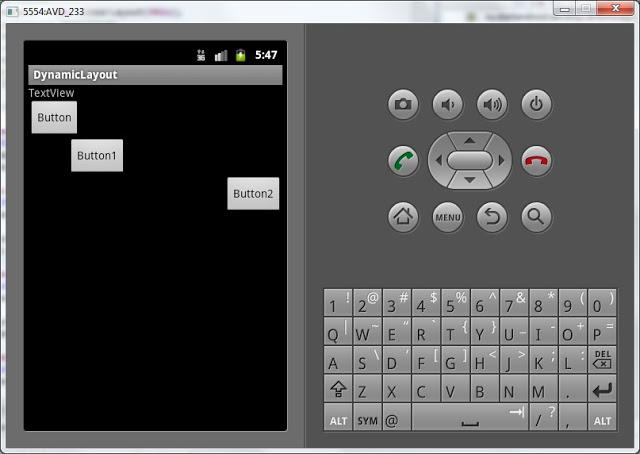 5554:AVD_233
3G 5:47
DynamicLayout
TextView
Button
Button1
Button2
MENU
1 ! 2 @ 3 # 4 $ 5 % 6 ^ 7 & 8 * 9 ( 0 )
Q | W ~ E " R ` T { Y } U _ I - O + P =
A S \ D ' F [ G ] H < J > K ; L : DEL
Z X C V B N M .
ALT SYM @ / ? , ALT